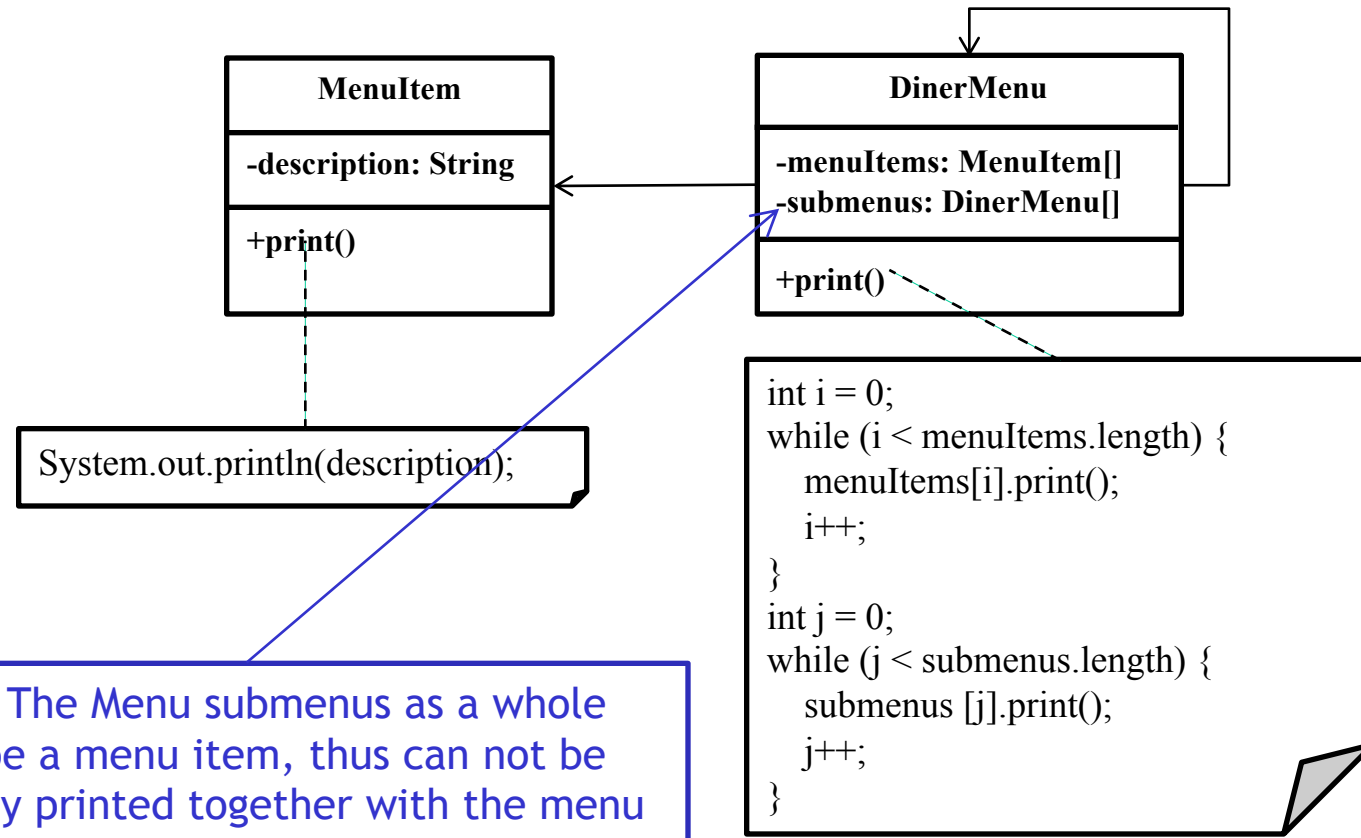 MenuItem
-description: String
+print()
DinerMenu
-menuItems: MenuItem[]
-submenus: DinerMenu[]
+print()
System.out.println(description);
int i = 0;
while (i < menuItems.length) {
menuItems[i].print();
i++;
}
int j = 0;
while (j < submenus.length) {
submenus [j].print();
j++;
}
The Menu submenus as a whole
be a menu item, thus can not be
printed together with the menu